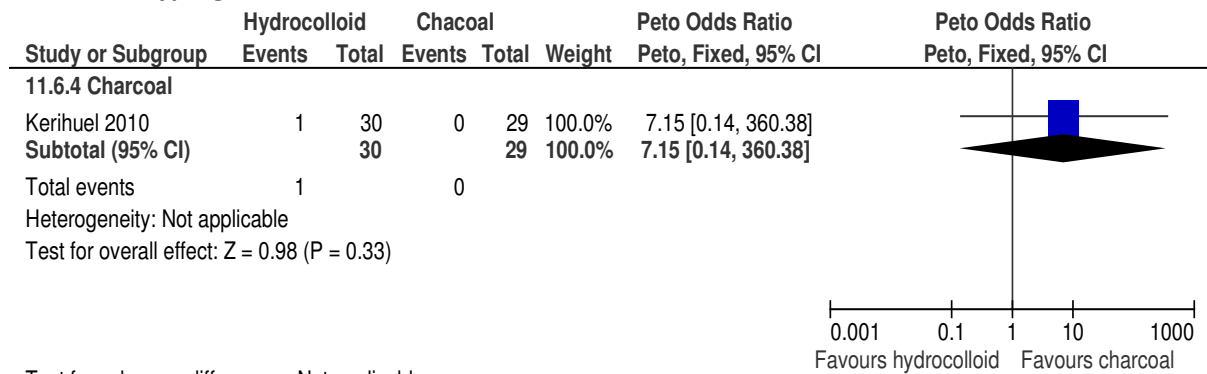 Hydrocolloid Chacoal Peto Odds Ratio Peto Odds Ratio
Study or Subgroup Events Total Events Total Weight Peto, Fixed, 95% CI Peto, Fixed, 95% CI
11.6.4 Charcoal
Kerihuel 2010 1 30 0 29 100.0% 7.15 [0.14, 360.38]
Subtotal (95% CI) 30 29 100.0% 7.15 [0.14, 360.38]
Total events 1 0
Heterogeneity: Not applicable
Test for overall effect: Z = 0.98 (P = 0.33)
0.001 0.1 1 10 1000
Favours hydrocolloid Favours charcoal